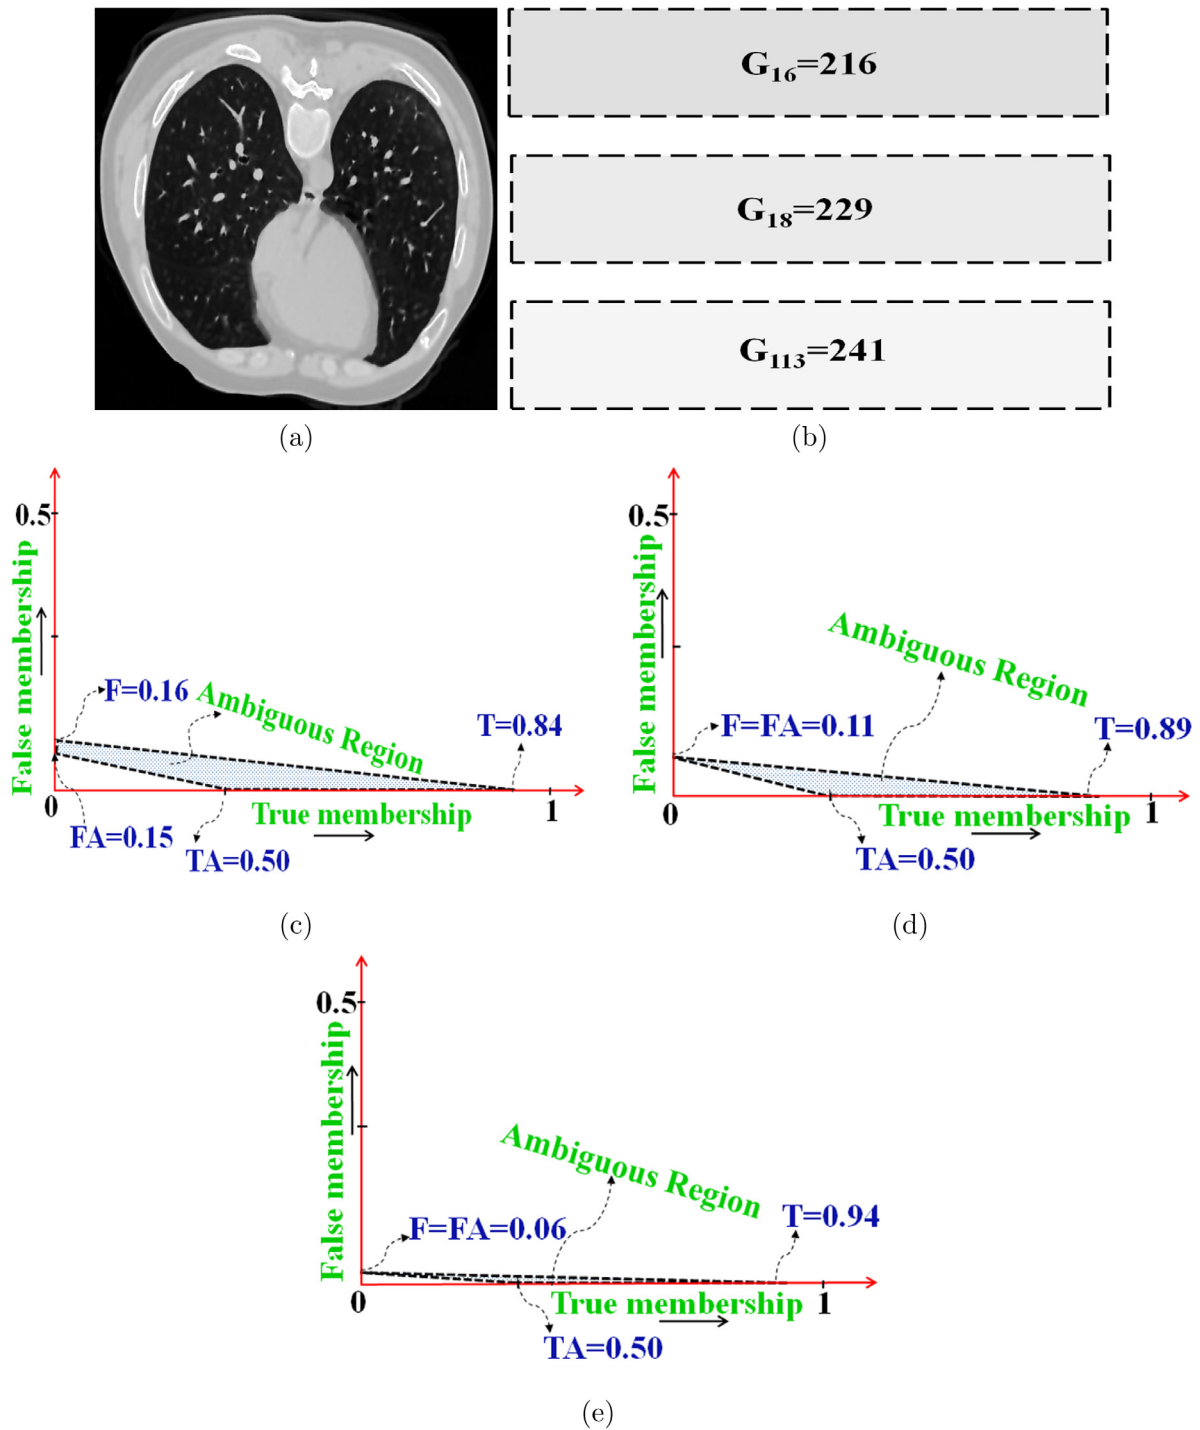 G16=216
G18=229
G113=241
(a)
(b)
0.5
False membership
F=0.16
Ambiguous Region
T=0.84
0
1
True membership
FA=0.15
TA=0.50
(c)
0.5
False membership
Ambiguous Region
F=FA=0.11
T=0.89
0
1
True membership
TA=0.50
(d)
0.5
False membership
Ambiguous Region
F=FA=0.06
T=0.94
0
1
True membership
TA=0.50
(e)